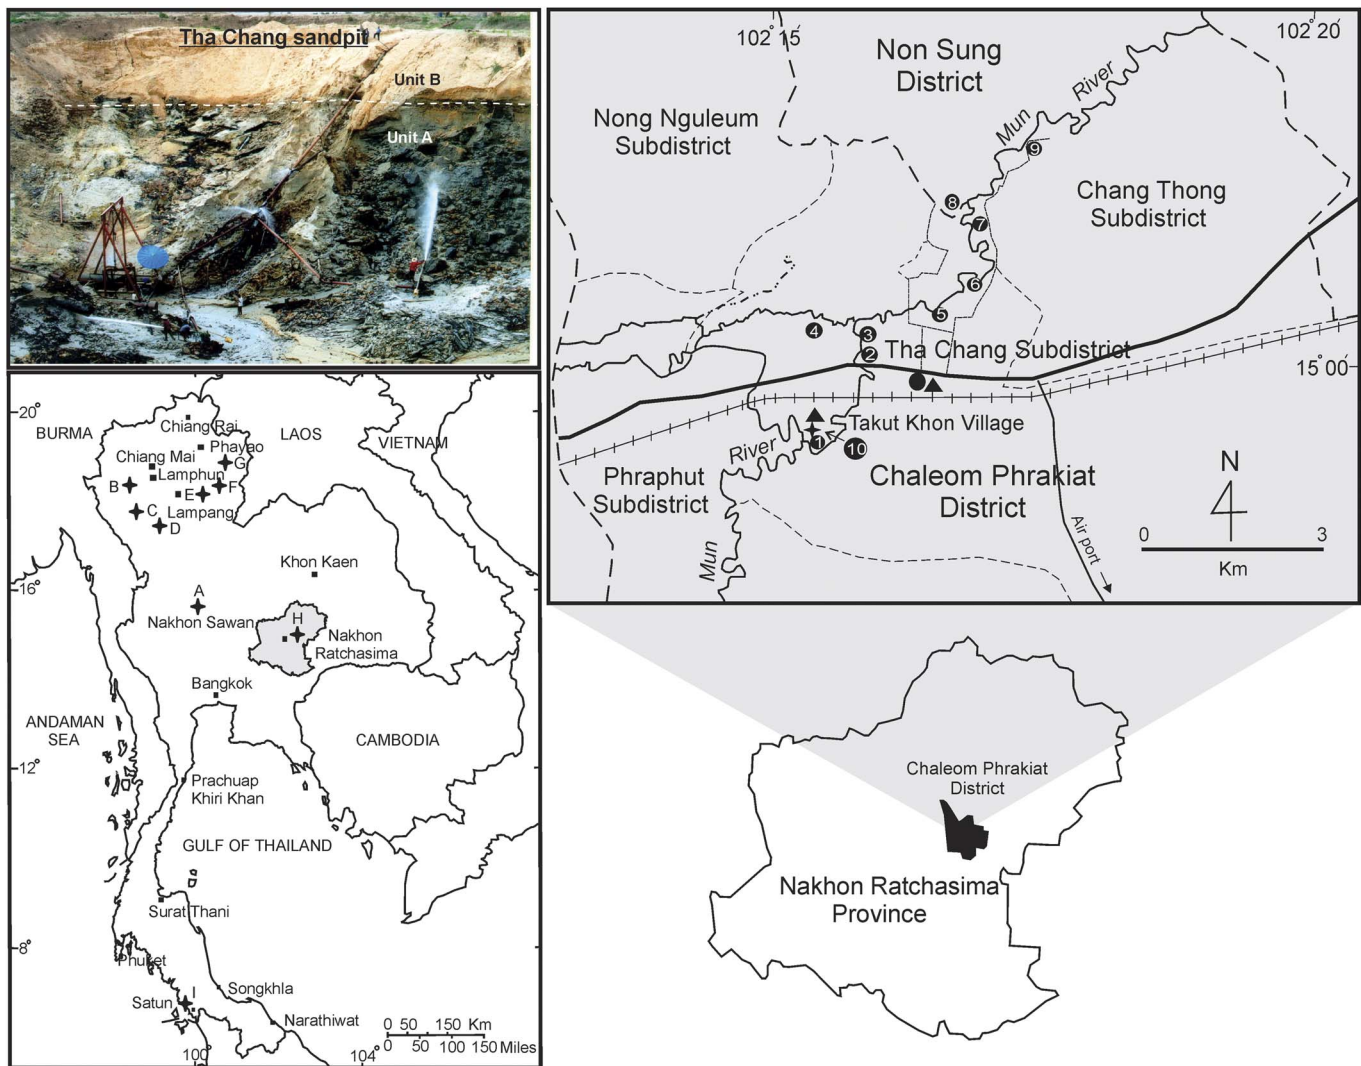 Tha Chang sandpit
Unit B
Unit A
20°
BURMA
Chiang Rai
LAOS
VIETNAM
Phayao
Chiang Mai
G
Lamphun
B
E
F
C
Lampang
D
Khon Kaen
16°
A
Nakhon Sawan
H
Nakhon
Ratchasima
Bangkok
ANDAMAN
SEA
CAMBODIA
12°
Prachuap
Khiri Khan
GULF OF THAILAND
Surat Thani
8°
Phuket
Satun
I
Songkhla
Narathiwat
0 50 150 Km
0 50 100 150 Miles
100°
104°
102° 15′
102° 20′
Non Sung
District
Mun River
Nong Nguleum
Subdistrict
9
Chang Thong
Subdistrict
8
7
6
5
4
3
2
Tha Chang Subdistrict
15° 00′
Takut Khon Village
1
10
River
Mun
Phraphut
Subdistrict
Chaleom Phrakiat
District
Air port
N
0 3
Km
Chaleom Phrakiat
District
Nakhon Ratchasima
Province